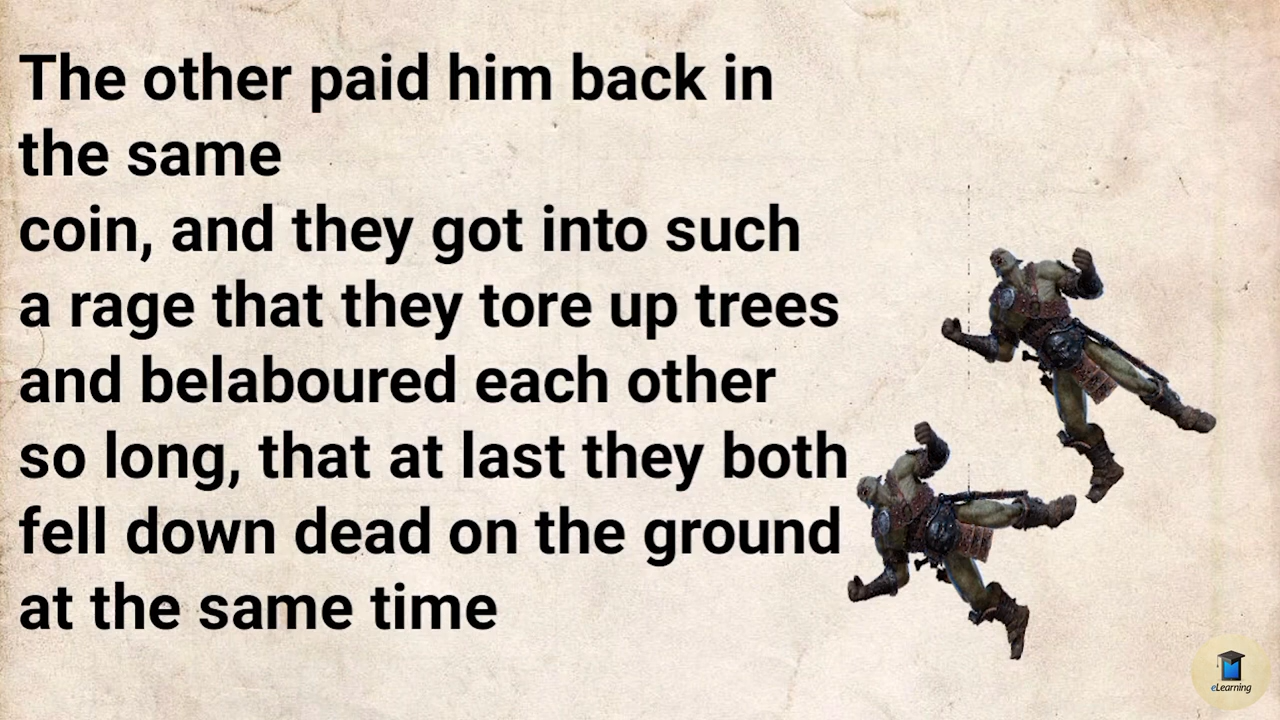 The other paid him back in
the same
coin, and they got into such
a rage that they tore up trees
and belaboured each other
so long, that at last they both
fell down dead on the ground
at the same time
eLearning